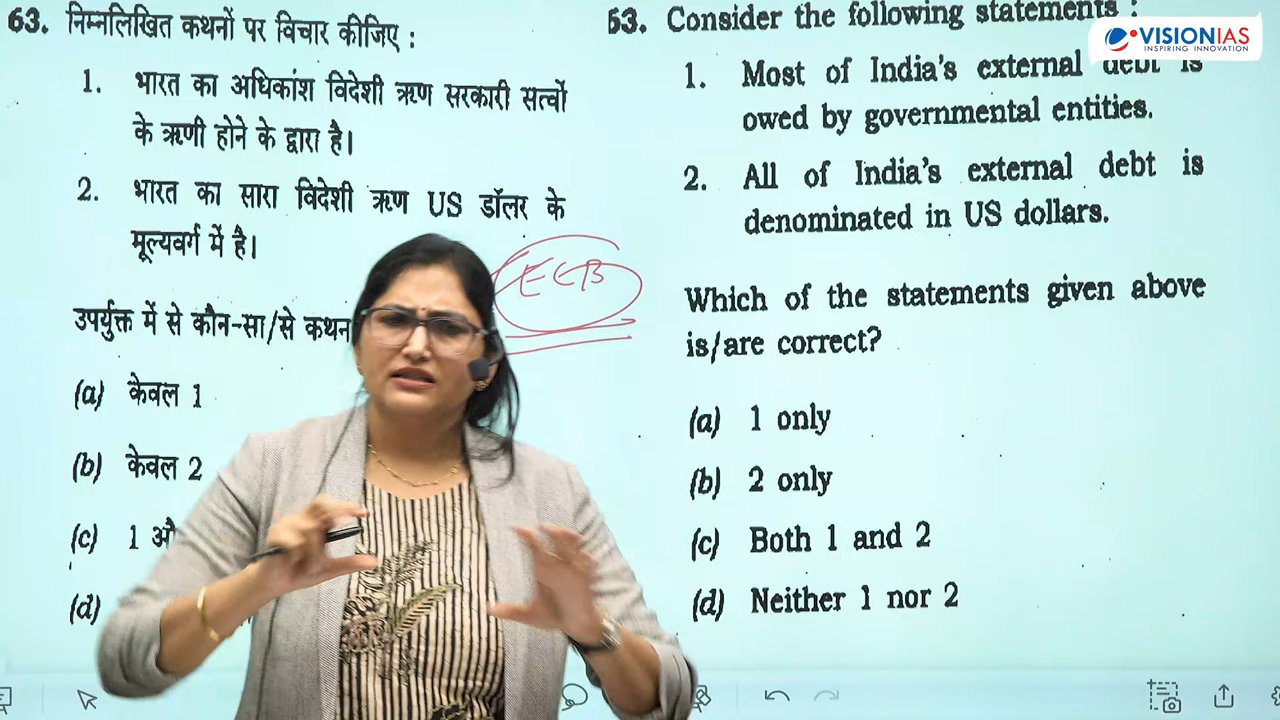 63. निम्नलिखित कथनों पर विचार कीजिए :
1. भारत का अधिकांश विदेशी ऋण सरकारी सत्वों
के ऋणी होने के द्वारा है।
2. भारत का सारा विदेशी ऋण US डॉलर के
मूल्यवर्ग में है।
उपर्युक्त में से कौन-सा/से कथन
(a) केवल 1
(b) केवल 2
(c) 1
(d)
ECB
53. Consider the following statements :
VISIONIAS
INSPIRING INNOVATION
1. Most of India's external debt is
owed by governmental entities.
2. All of India's external debt is
denominated in US dollars.
Which of the statements given above
is/are correct?
(a) 1 only
(b) 2 only
(c) Both 1 and 2
(d) Neither 1 nor 2